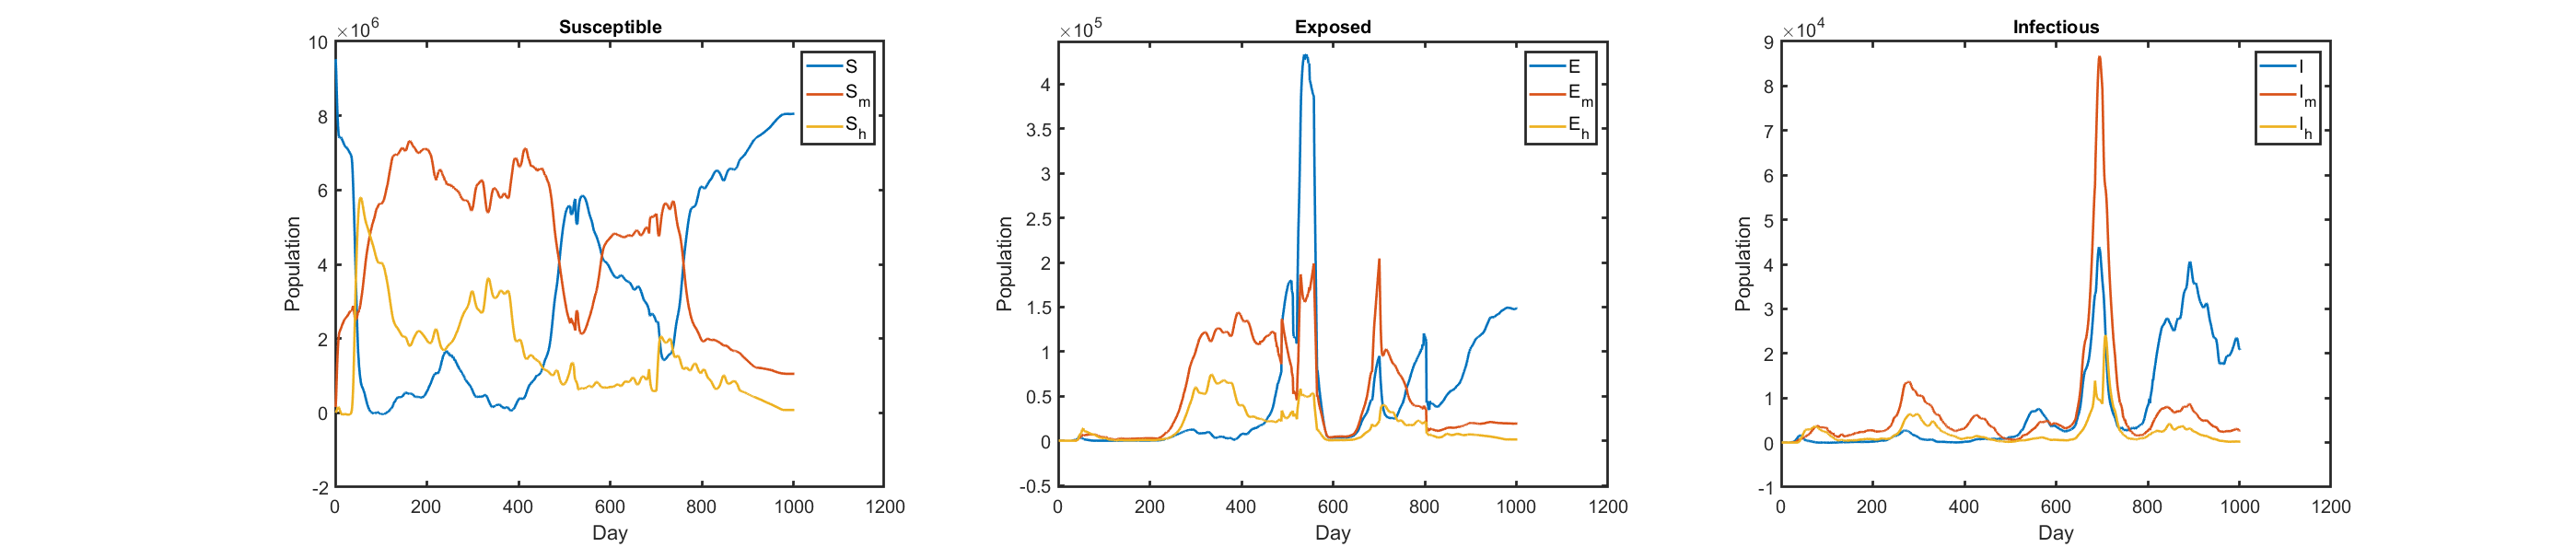 Susceptible
×10^6
10
8
6
4
2
0
-2
0 200 400 600 800 1000 1200
Population
Day
S
S_m
S_h
Exposed
×10^5
4
3.5
3
2.5
2
1.5
1
0.5
0
-0.5
0 200 400 600 800 1000 1200
Population
Day
E
E_m
E_h
Infectious
×10^4
9
8
7
6
5
4
3
2
1
0
-1
0 200 400 600 800 1000 1200
Population
Day
I
I_m
I_h